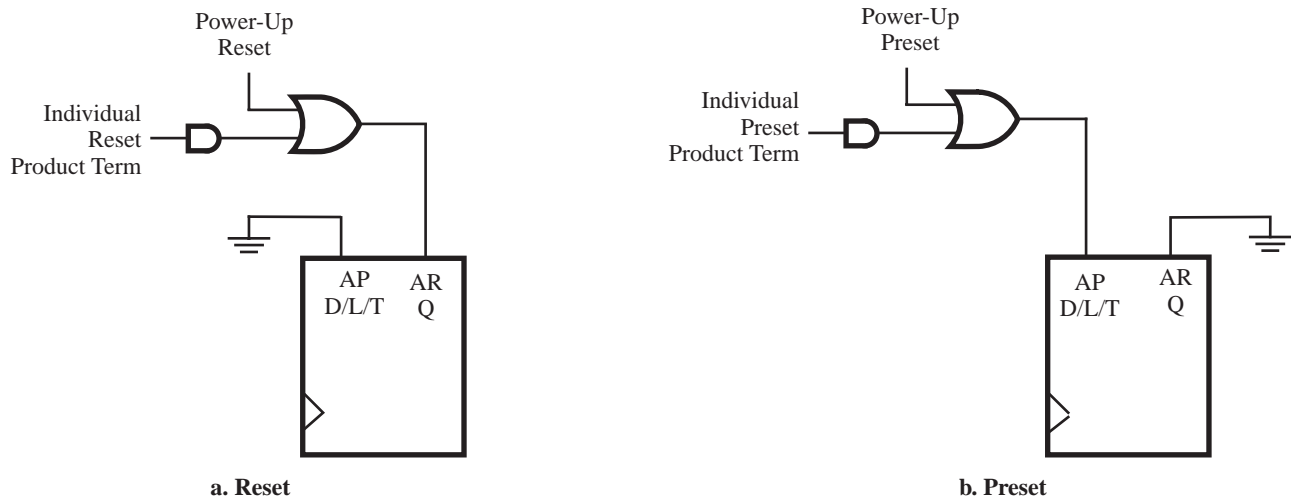 Power-Up
Reset
Individual
Reset
Product Term
AP
AR
D/L/T
Q
a. Reset
Power-Up
Preset
Individual
Preset
Product Term
AP
AR
D/L/T
Q
b. Preset